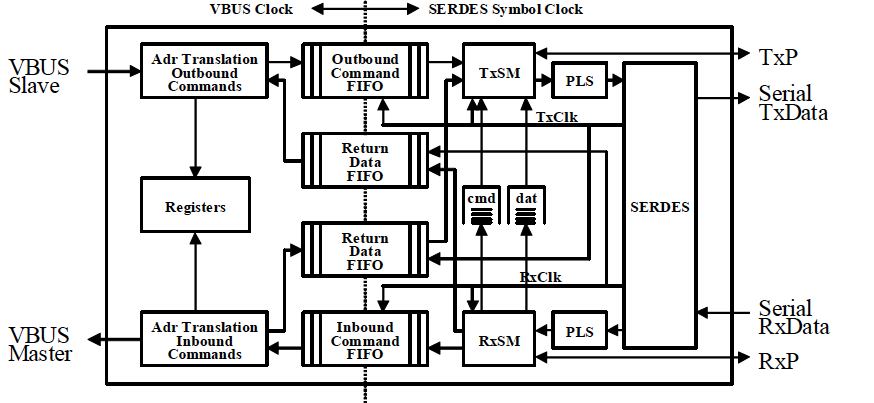 VBUS Clock
SERDES Symbol Clock
VBUS
Slave
Adr Translation
Outbound
Commands
Outbound
Command
FIFO
TxSM
PLS
TxP
Serial
TxData
TxClk
Return
Data
FIFO
Registers
cmd
dat
SERDES
Return
Data
FIFO
RxClk
VBUS
Master
Adr Translation
Inbound
Commands
Inbound
Command
FIFO
RxSM
PLS
Serial
RxData
RxP